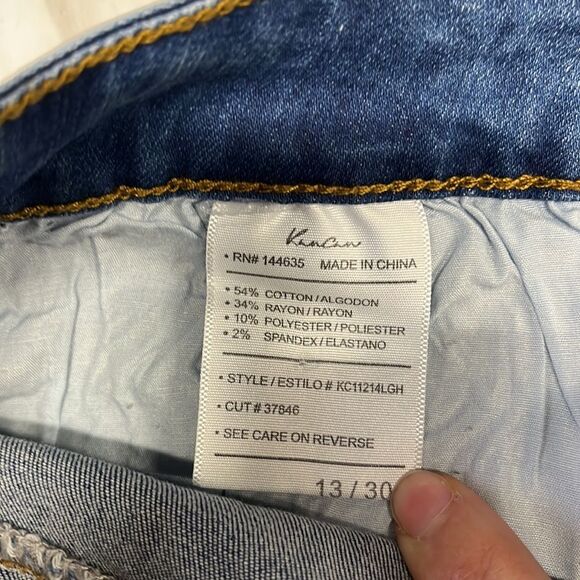 KanCan
• RN# 144635 MADE IN CHINA
• 54% COTTON / ALGODON
• 34% RAYON / RAYON
• 10% POLYESTER / POLIESTER
• 2% SPANDEX / ELASTANO
• STYLE / ESTILO # KC11214LGH
• CUT # 37846
• SEE CARE ON REVERSE
13 / 30